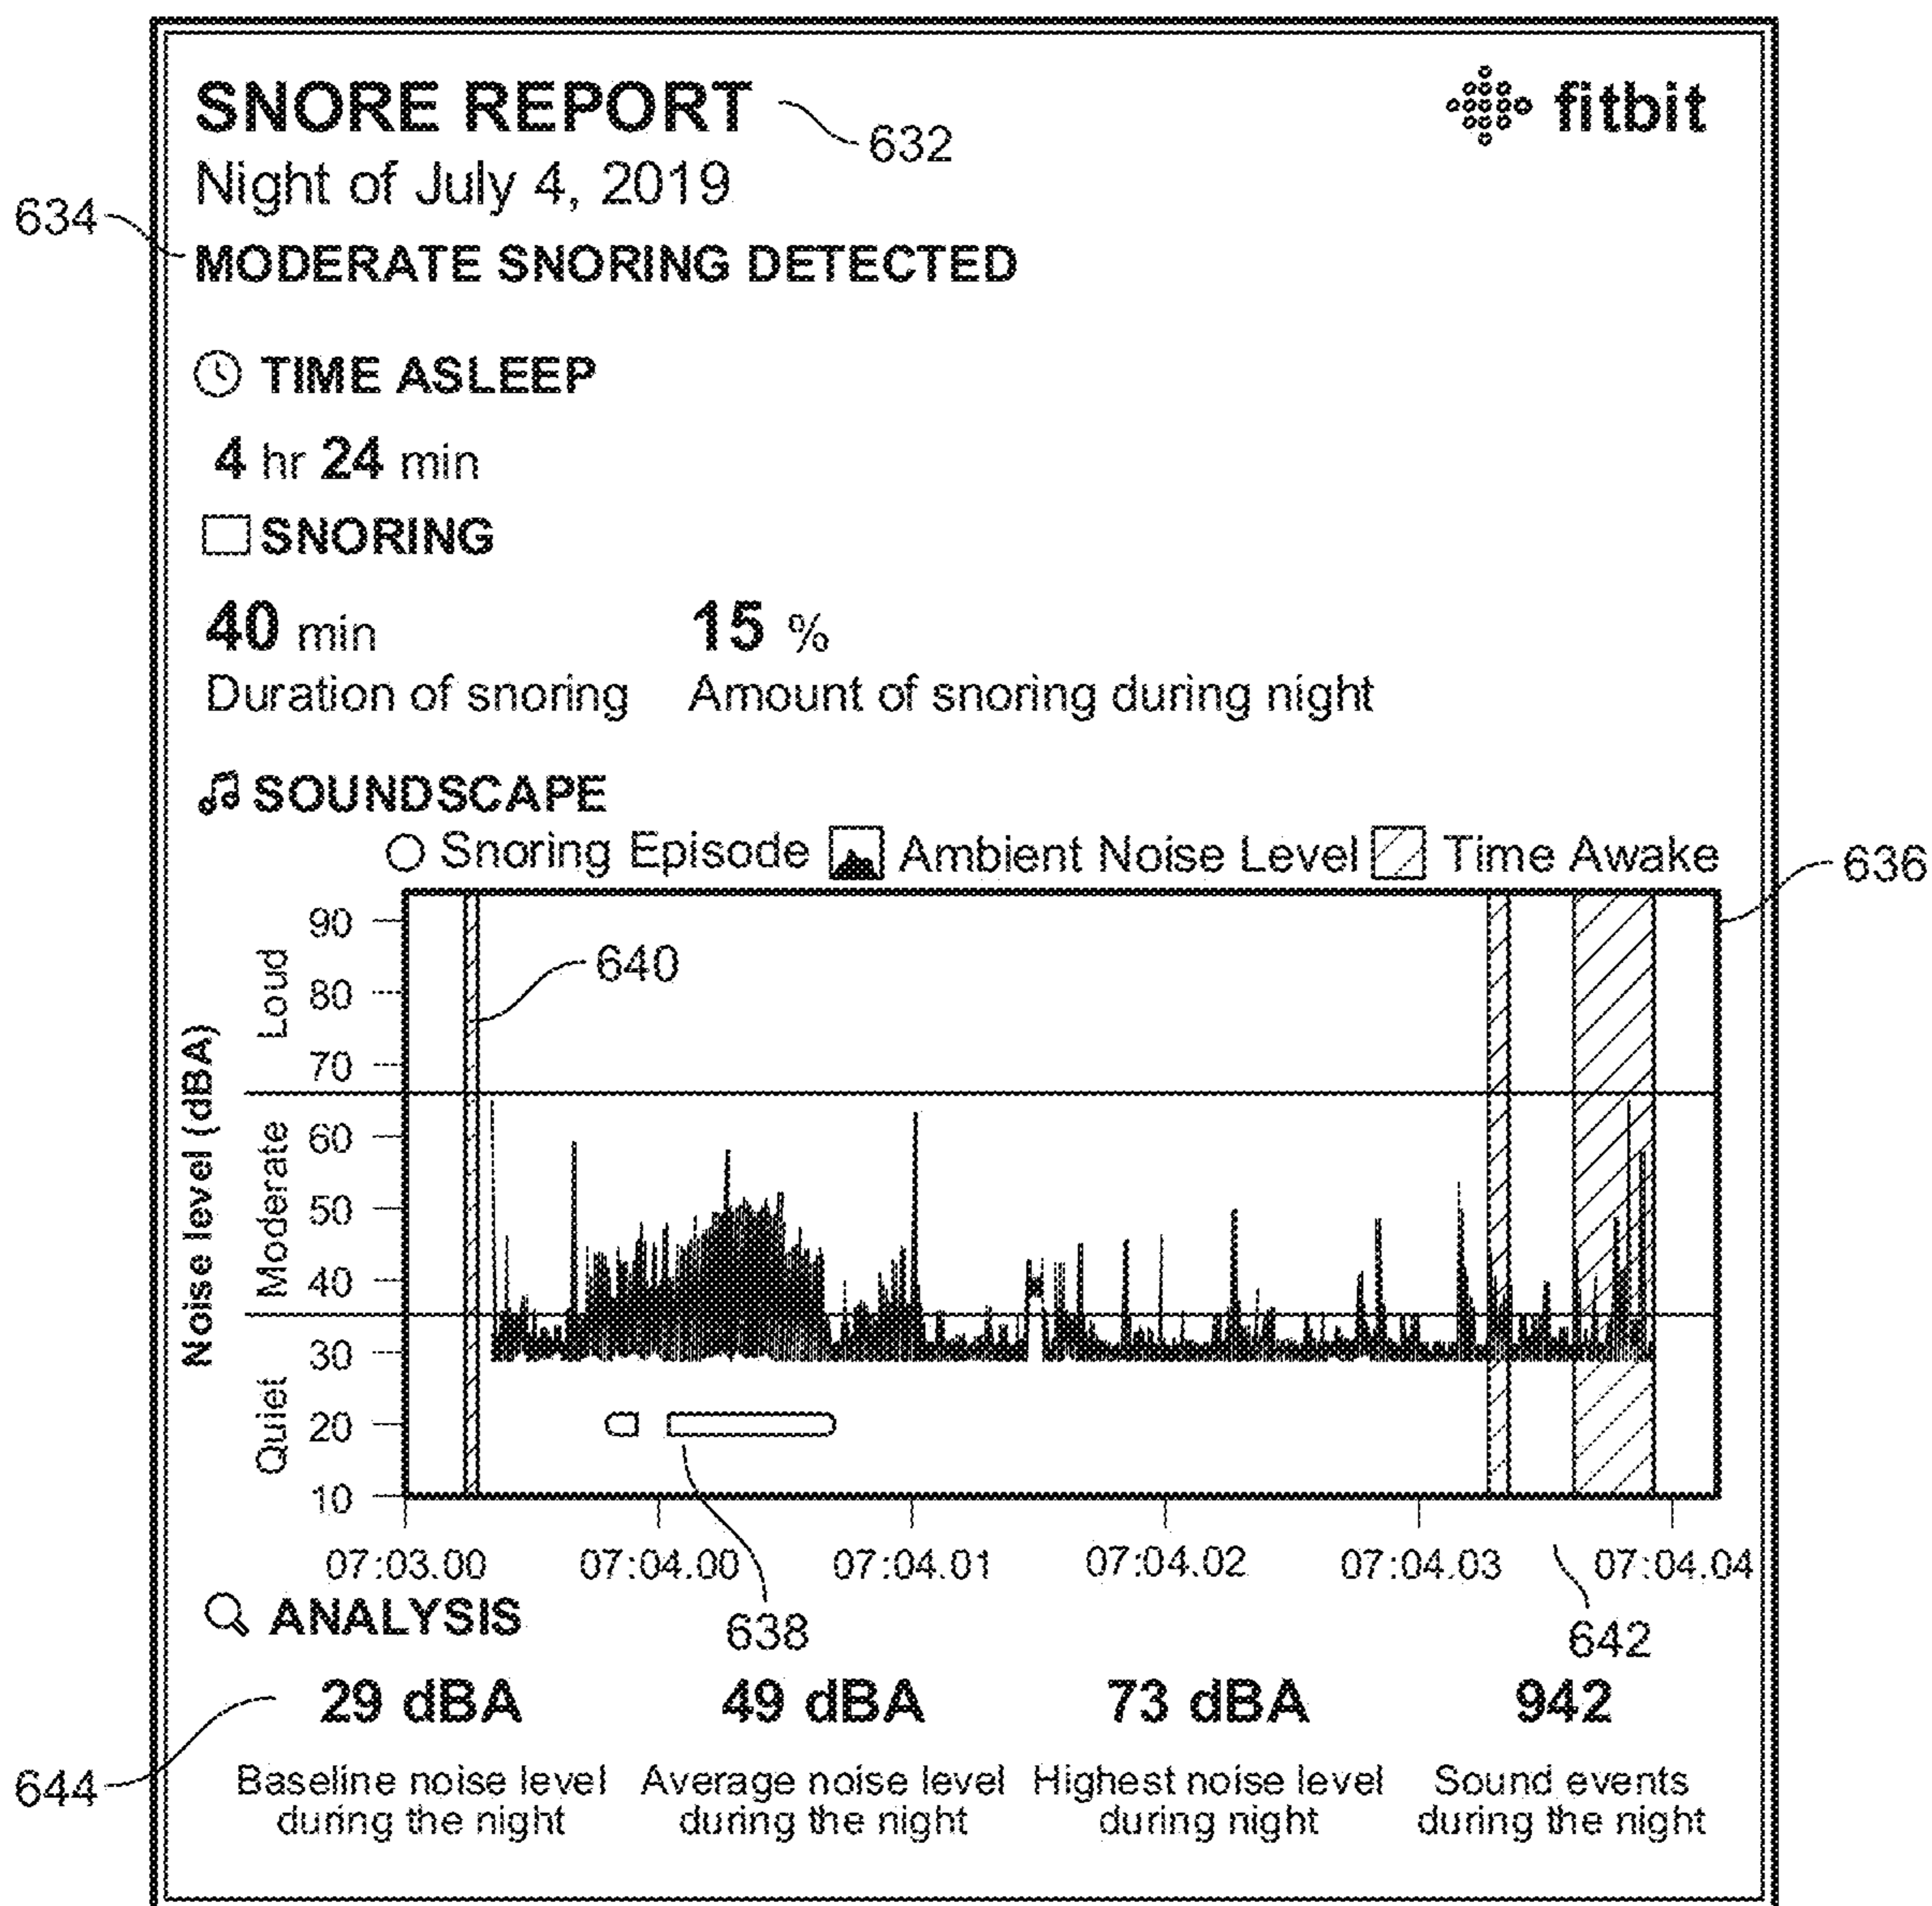 SNORE REPORT
fitbit
632
Night of July 4, 2019
634
MODERATE SNORING DETECTED
TIME ASLEEP
4 hr 24 min
SNORING
40 min 15 %
Duration of snoring Amount of snoring during night
SOUNDSCAPE
Snoring Episode Ambient Noise Level Time Awake
636
Noise level (dBA)
Loud
Moderate
Quiet
90
80
70
60
50
40
30
20
10
640
07:03.00 07:04.00 07:04.01 07:04.02 07:04.03 07:04.04
638
642
ANALYSIS
29 dBA 49 dBA 73 dBA 942
644
Baseline noise level Average noise level Highest noise level Sound events
during the night during the night during night during the night